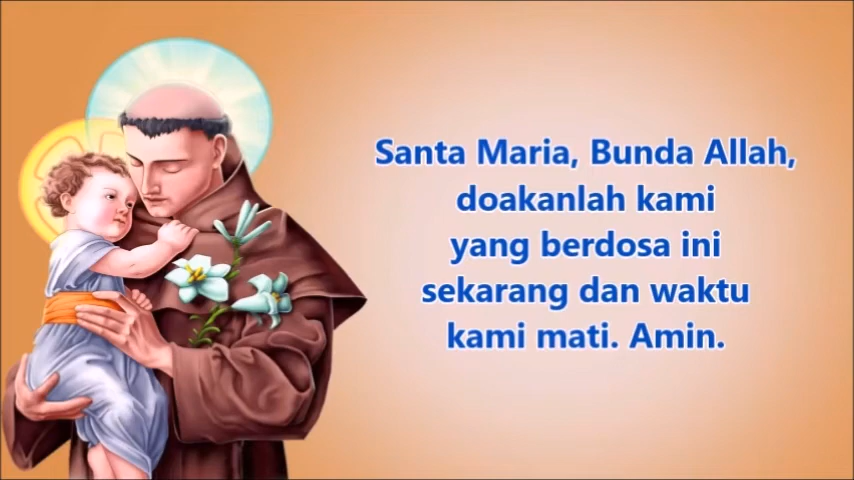 Santa Maria, Bunda Allah,
doakanlah kami
yang berdosa ini
sekarang dan waktu
kami mati. Amin.